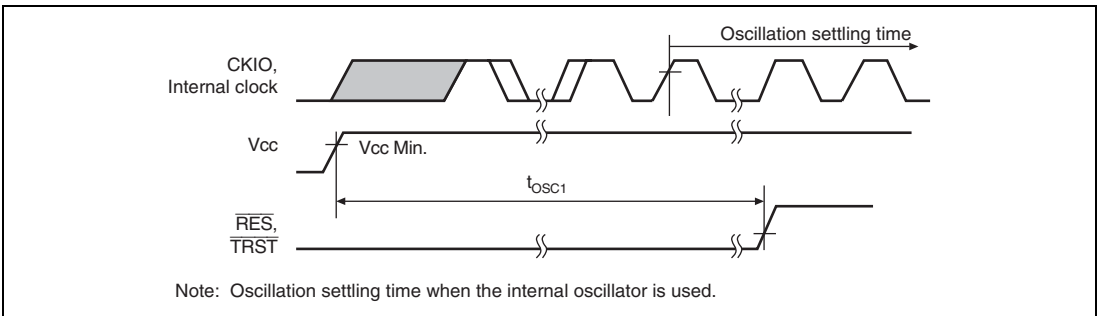 Oscillation settling time
CKIO,
Internal clock
Vcc
Vcc Min.
tOSC1
RES,
TRST
Note: Oscillation settling time when the internal oscillator is used.